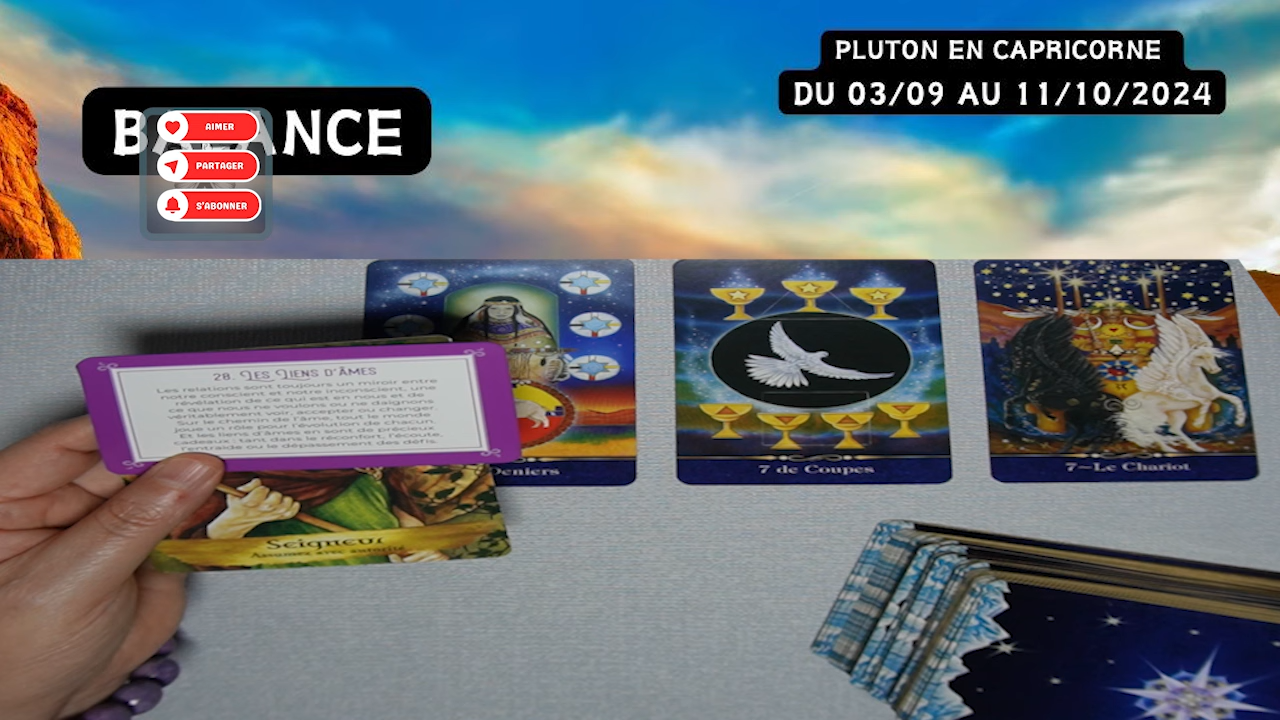 PLUTON EN CAPRICORNE
DU 03/09 AU 11/10/2024
NCE
AIMER
PARTAGER
S'ABONNER
28. LES LIENS D'ÂMES
Les relations sont toujours un miroir entre
notre conscient et notre inconscient, une
révélation de ce qui est en nous et de
ce que nous ne voulons ou ne daignons
véritablement voir, accepter ou changer.
Sur le chemin de l'âme, tout le monde
joue un rôle pour l'évolution de chacun.
Et les liens d'âmes en sont de précieux
cadeaux ; tant dans le réconfort, l'écoute,
l'entraide ou le dépassement des défis.
Deniers
7 de Coupes
7~Le Chariot
Seigneur
Assumez avec autorité